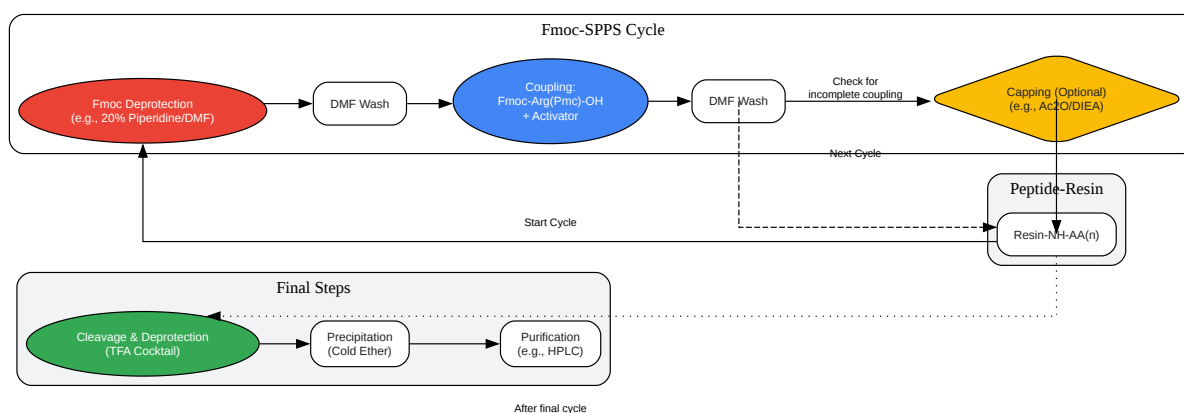 Fmoc-SPPS Cycle
Fmoc Deprotection
(e.g., 20% Piperidine/DMF)
DMF Wash
Coupling:
Fmoc-Arg(Pmc)-OH
+ Activator
DMF Wash
Check for
incomplete coupling
Capping (Optional)
(e.g., Ac2O/DIEA)
Next Cycle
Peptide-Resin
Resin-NH-AA(n)
Start Cycle
Final Steps
Cleavage & Deprotection
(TFA Cocktail)
Precipitation
(Cold Ether)
Purification
(e.g., HPLC)
After final cycle